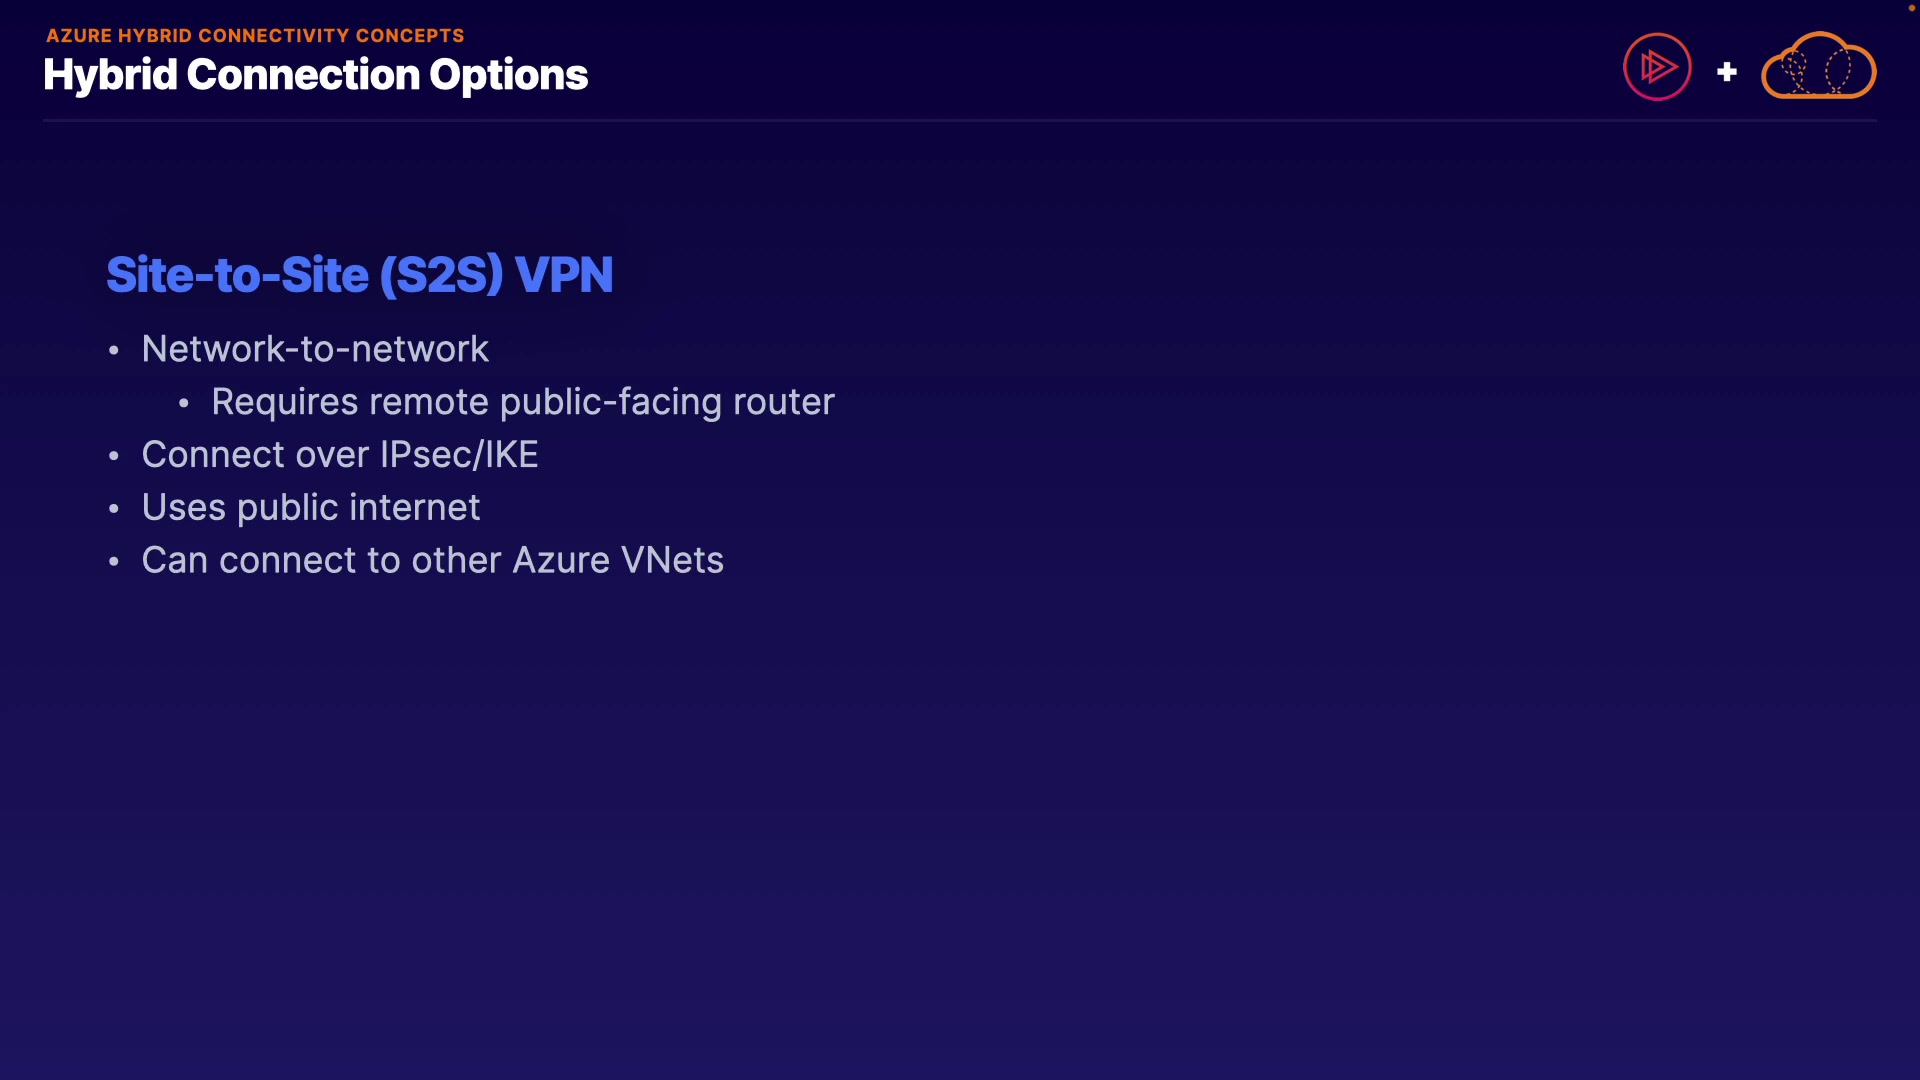 AZURE HYBRID CONNECTIVITY CONCEPTS
Hybrid Connection Options
+
Site-to-Site (S2S) VPN
• Network-to-network
• Requires remote public-facing router
• Connect over IPsec/IKE
• Uses public internet
• Can connect to other Azure VNets